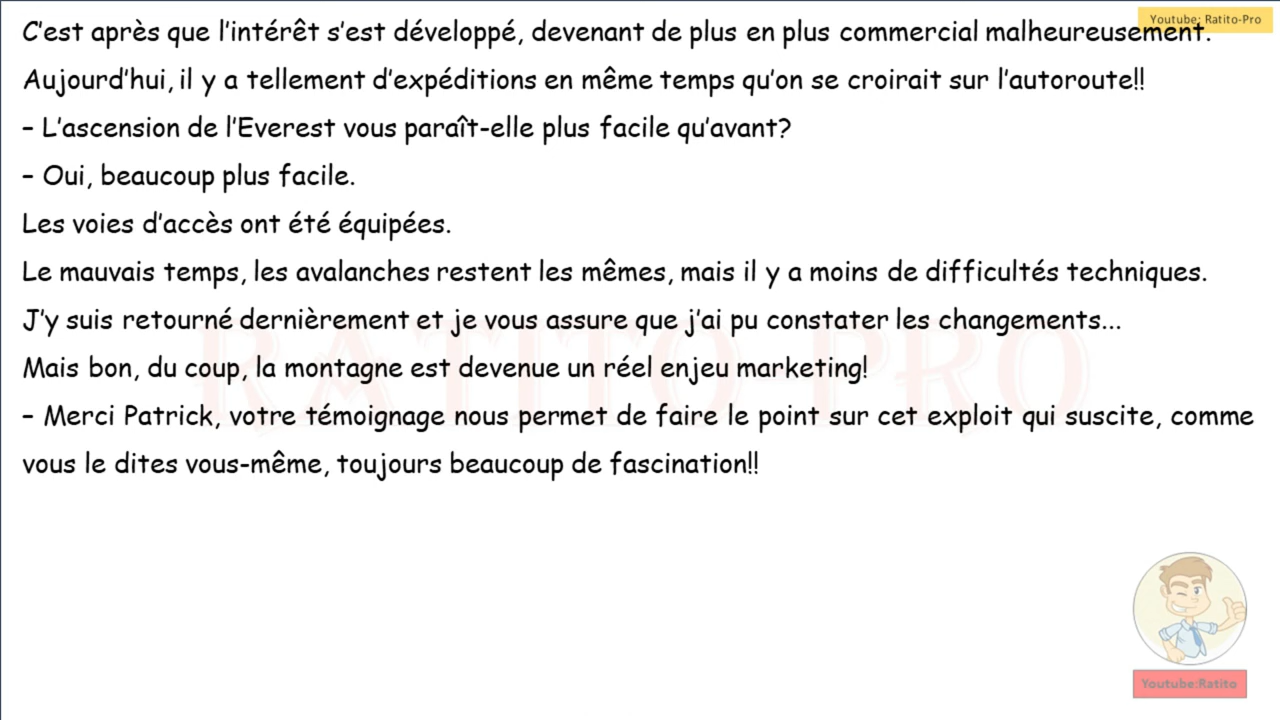 Youtube: Ratito-Pro
C'est après que l'intérêt s'est développé, devenant de plus en plus commercial malheureusement.
Aujourd'hui, il y a tellement d'expéditions en même temps qu'on se croirait sur l'autoroute!!
– L'ascension de l'Everest vous paraît-elle plus facile qu'avant?
– Oui, beaucoup plus facile.
Les voies d'accès ont été équipées.
Le mauvais temps, les avalanches restent les mêmes, mais il y a moins de difficultés techniques.
J'y suis retourné dernièrement et je vous assure que j'ai pu constater les changements...
Mais bon, du coup, la montagne est devenue un réel enjeu marketing!
– Merci Patrick, votre témoignage nous permet de faire le point sur cet exploit qui suscite, comme
vous le dites vous-même, toujours beaucoup de fascination!!
RATITO-PRO
Youtube:Ratito